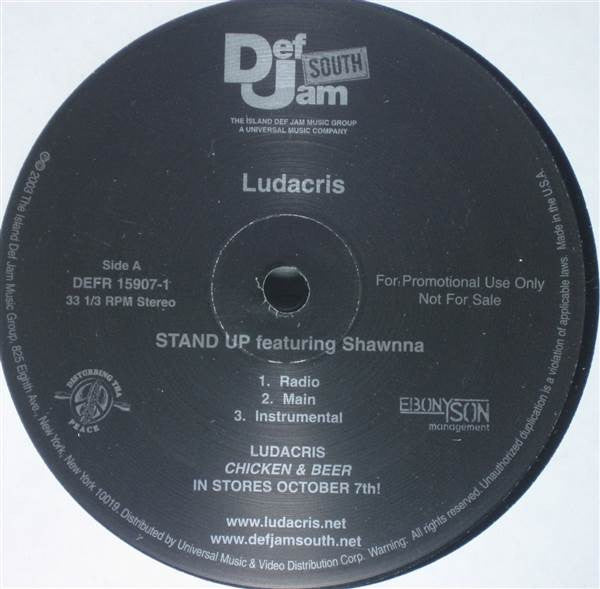 Def
Jam
SOUTH
THE ISLAND DEF JAM MUSIC GROUP
A UNIVERSAL MUSIC COMPANY
Ludacris
Side A
DEFR 15907-1
33 1/3 RPM Stereo
For Promotional Use Only
Not For Sale
STAND UP featuring Shawnna
1. Radio
2. Main
3. Instrumental
DISTURBING THA
PEACE
EBONY SON
management
LUDACRIS
CHICKEN & BEER
IN STORES OCTOBER 7th!
www.ludacris.net
www.defjamsouth.net
℗© 2003 The Island Def Jam Music Group, 825 Eighth Ave., New York, New York 10019. Distributed by Universal Music & Video Distribution Corp. Warning: All rights reserved. Unauthorized duplication is a violation of applicable laws. Made in the U.S.A.